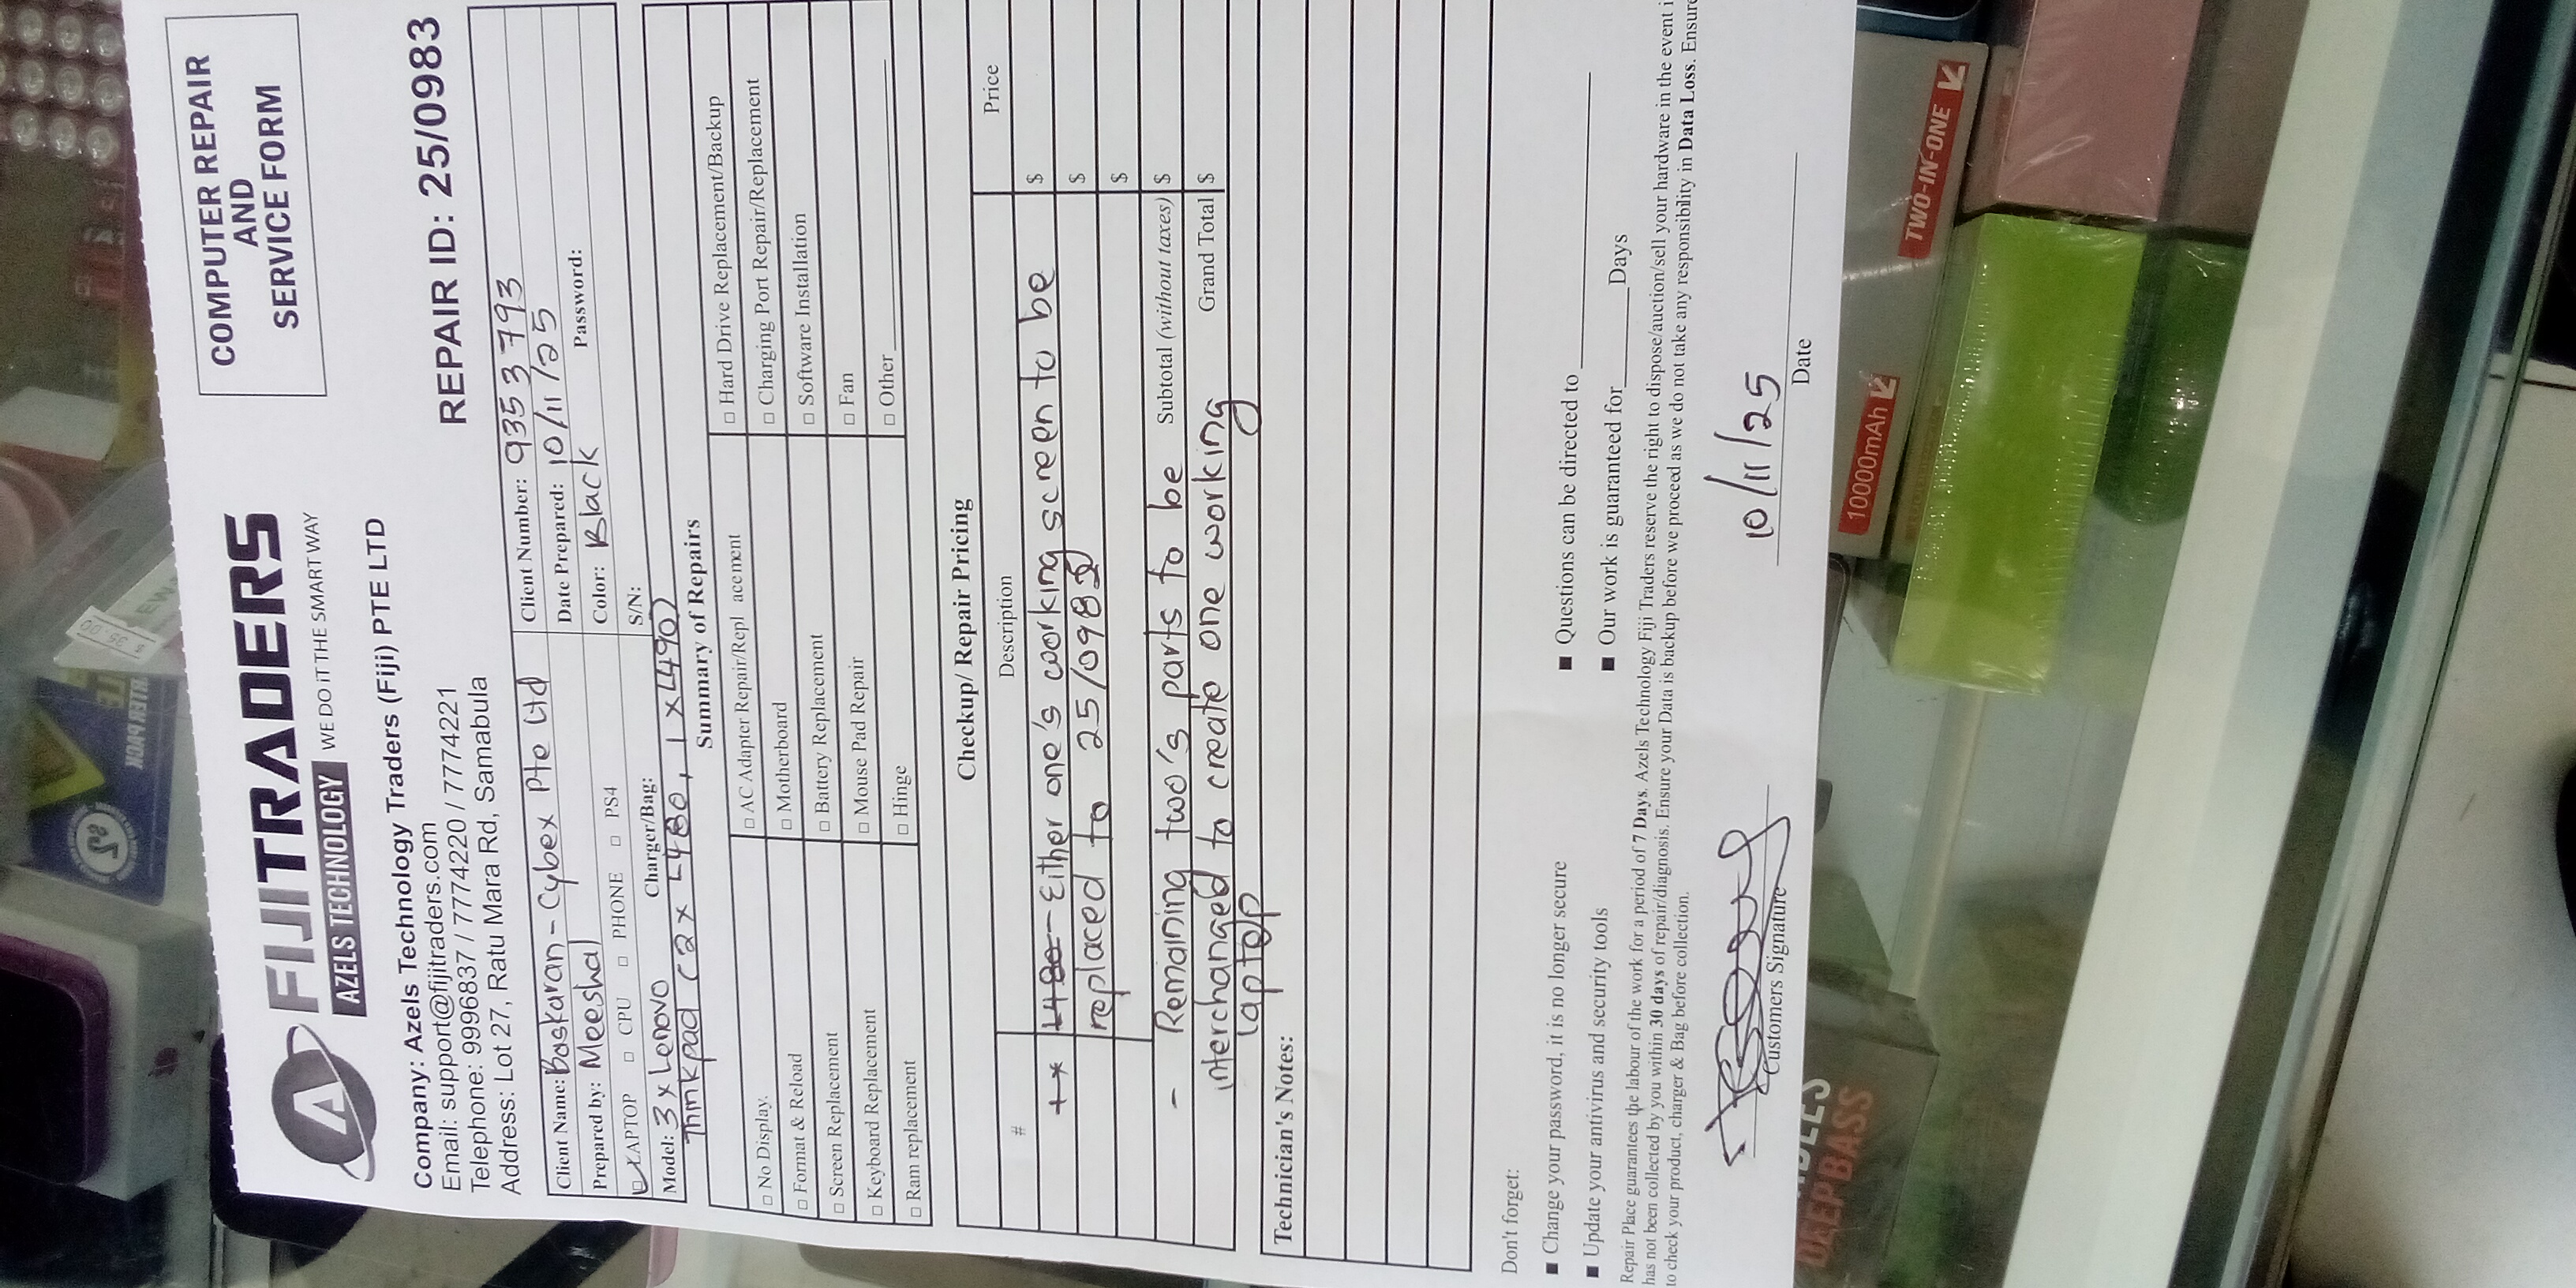 FIJITRADERS
AZELS TECHNOLOGY WE DO iT THE SMART WAY
COMPUTER REPAIR
AND
SERVICE FORM
Company: Azels Technology Traders (Fiji) PTE LTD
Email: support@fijitraders.com
Telephone: 9996837 / 7774220 / 7774221
Address: Lot 27, Ratu Mara Rd, Samabula
REPAIR ID: 25/0983
Client Name: Baskaran - Cybex Pte Ltd Client Number: 9353793
Prepared by: Meeshal Date Prepared: 10/11/25
☑ LAPTOP □ CPU □ PHONE □ PS4 Color: Black Password:
Model: 3 x Lenovo Charger/Bag: S/N:
Thinkpad (2 x L480, 1 x L490)
Summary of Repairs
□ No Display. □ AC Adapter Repair/Repl acement □ Hard Drive Replacement/Backup
□ Format & Reload □ Motherboard □ Charging Port Repair/Replacement
□ Screen Replacement □ Battery Replacement □ Software Installation
□ Keyboard Replacement □ Mouse Pad Repair □ Fan
□ Ram replacement □ Hinge □ Other
Checkup/ Repair Pricing
# Description Price
L480 - Either one's working screen to be $
replaced to 25/0982 $
$
- Remaining two's parts to be Subtotal (without taxes) $
interchanged to create one working Grand Total $
laptop
Technician's Notes:
Don't forget:
■ Change your password, it is no longer secure
■ Update your antivirus and security tools
■ Questions can be directed to
■ Our work is guaranteed for Days
Repair Place guarantees the labour of the work for a period of 7 Days. Azels Technology Fiji Traders reserve the right to dispose/auction/sell your hardware in the event i
has not been collected by you within 30 days of repair/diagnosis. Ensure your Data is backup before we proceed as we do not take any responsibility in Data Loss. Ensure
to check your product, charger & Bag before collection.
10/11/25
Customers Signature Date
TWO-IN-ONE
10000mAh
DEEPBASS